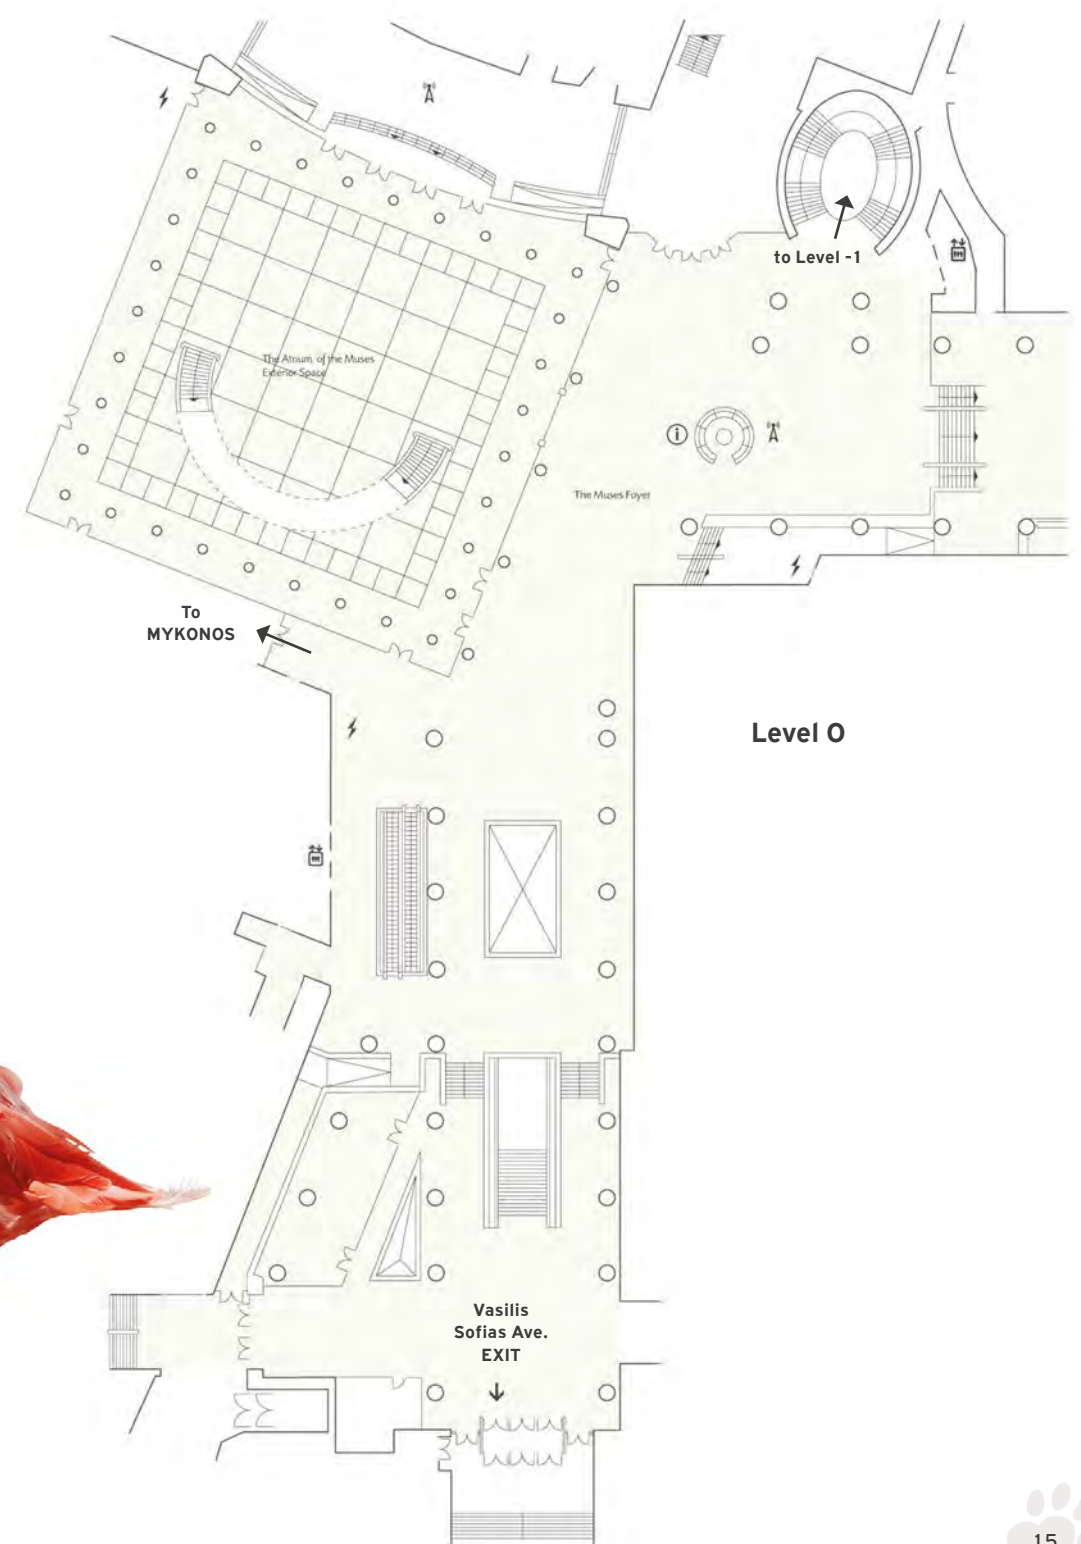 to Level -1
The Atrium of the Muses
Exterior Space
i
The Muses Foyer
To
MYKONOS
Level 0
Vasilis
Sofias Ave.
EXIT
15